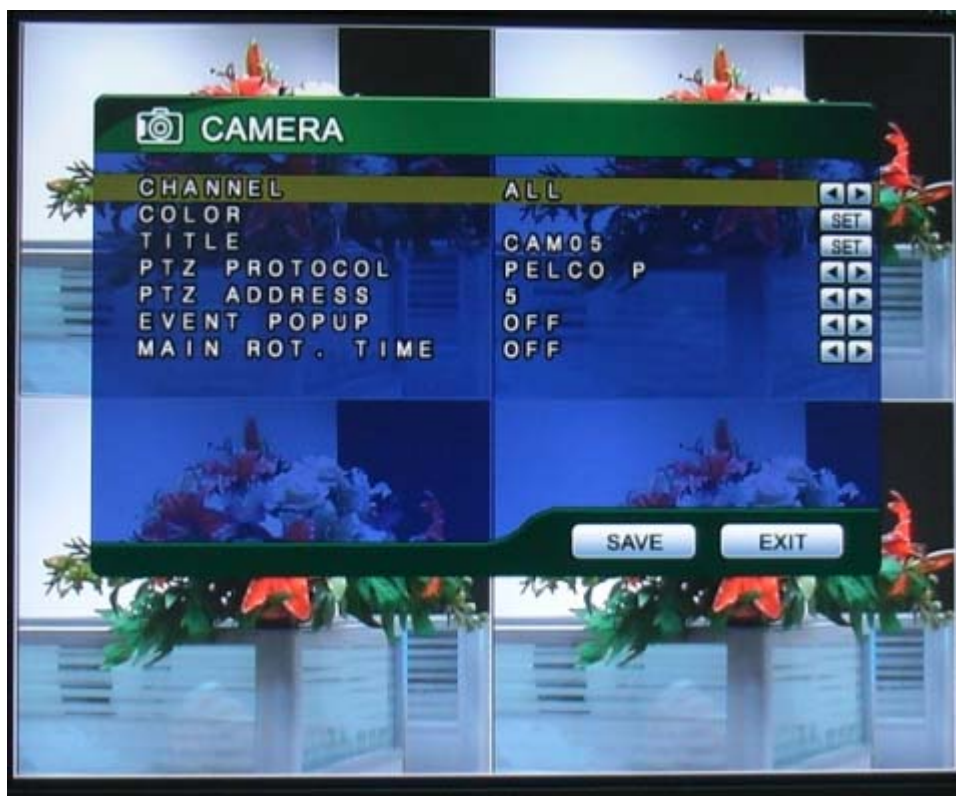 CAMERA
CHANNEL ALL
COLOR SET
TITLE CAM05 SET
PTZ PROTOCOL PELCO P
PTZ ADDRESS 5
EVENT POPUP OFF
MAIN ROT. TIME OFF
SAVE EXIT